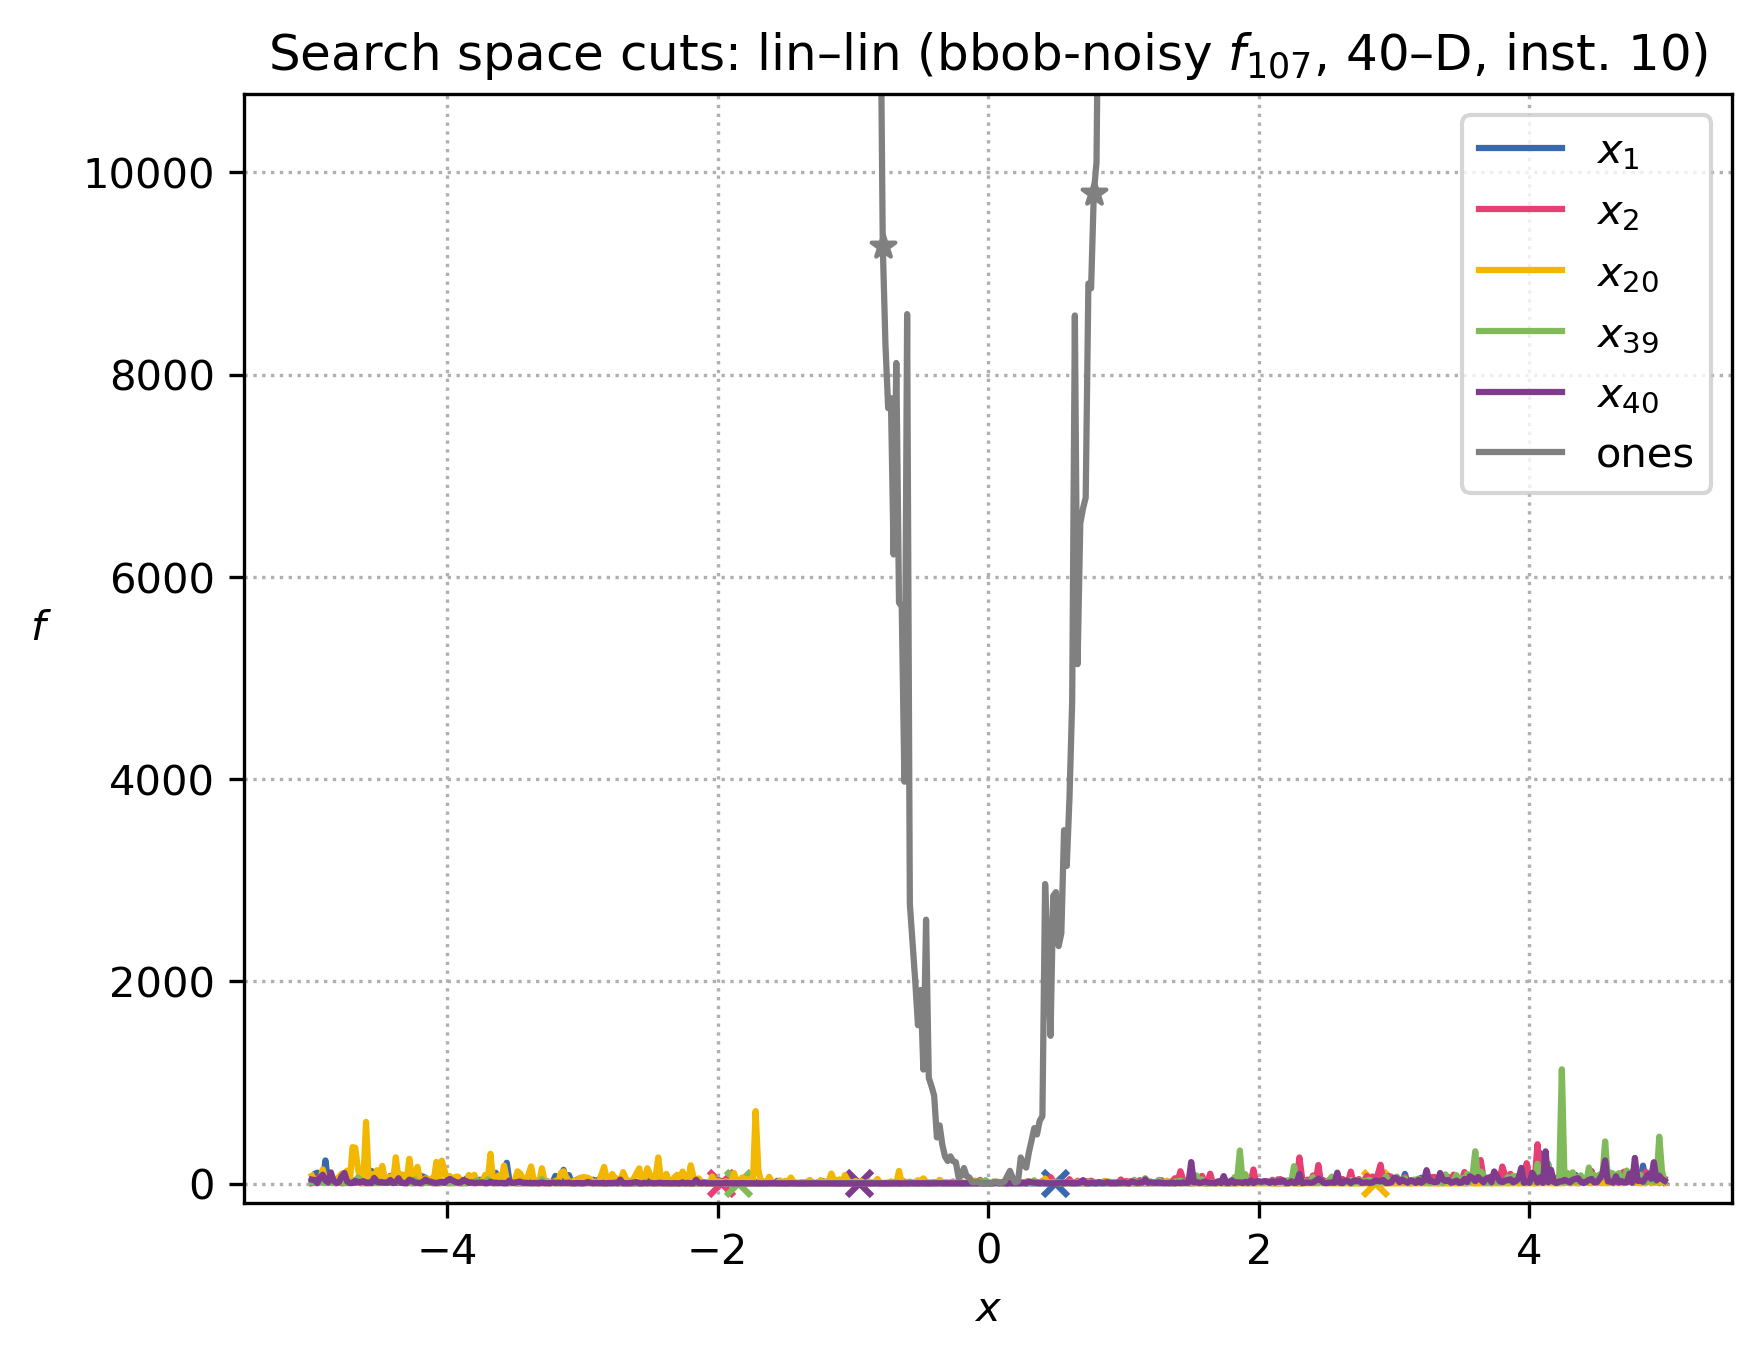 Search space cuts: lin–lin (bbob-noisy f₁₀₇, 40–D, inst. 10)
x₁
x₂
x₂₀
x₃₉
x₄₀
ones
10000
8000
6000
4000
2000
0
f
−4 −2 0 2 4
x